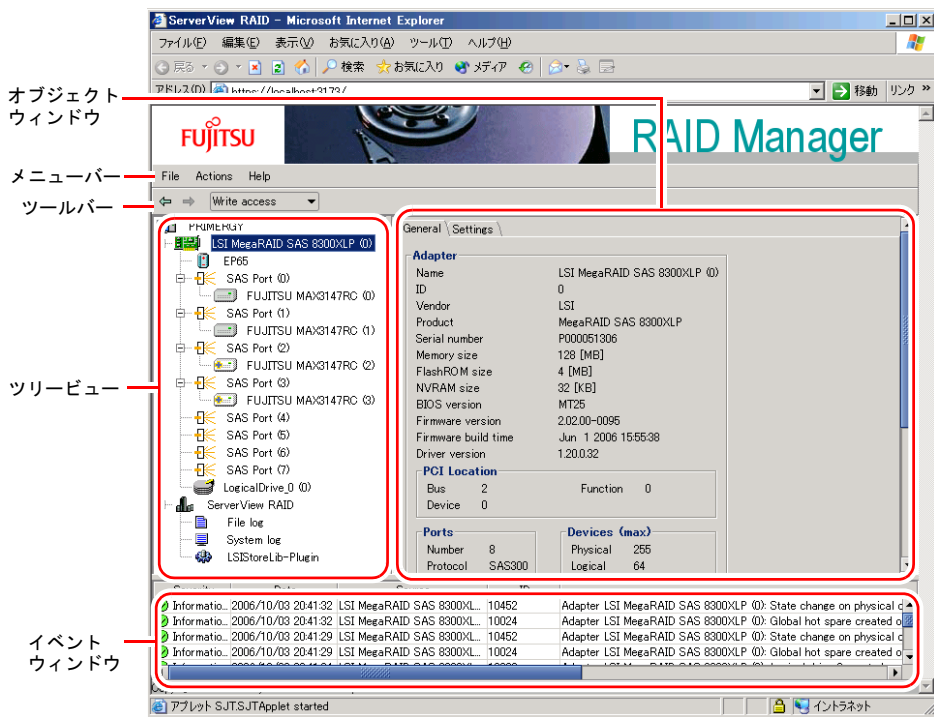 ServerView RAID - Microsoft Internet Explorer
ファイル(F) 編集(E) 表示(V) お気に入り(A) ツール(T) ヘルプ(H)
戻る 検索 お気に入り メディア
アドレス(D) https://localhost:3173/ 移動 リンク »
オブジェクト
ウィンドウ
FUJITSU RAID Manager
メニューバー
File Actions Help
ツールバー
Write access
ツリービュー
PRIMERGY
LSI MegaRAID SAS 8300XLP (0)
EP65
SAS Port (0)
FUJITSU MAX3147RC (0)
SAS Port (1)
FUJITSU MAX3147RC (1)
SAS Port (2)
FUJITSU MAX3147RC (2)
SAS Port (3)
FUJITSU MAX3147RC (3)
SAS Port (4)
SAS Port (5)
SAS Port (6)
SAS Port (7)
LogicalDrive_0 (0)
ServerView RAID
File log
System log
LSIStoreLib-Plugin
General Settings
Adapter
Name LSI MegaRAID SAS 8300XLP (0)
ID 0
Vendor LSI
Product MegaRAID SAS 8300XLP
Serial number P000051306
Memory size 128 [MB]
FlashROM size 4 [MB]
NVRAM size 32 [KB]
BIOS version MT25
Firmware version 2.02.00-0095
Firmware build time Jun 1 2006 15:55:38
Driver version 1.20.0.32
PCI Location
Bus 2 Function 0
Device 0
Ports
Number 8
Protocol SAS300
Devices (max)
Physical 255
Logical 64
イベント
ウィンドウ
Informatio... 2006/10/03 20:41:32 LSI MegaRAID SAS 8300XL... 10452 Adapter LSI MegaRAID SAS 8300XLP (0): State change on physical
Informatio... 2006/10/03 20:41:32 LSI MegaRAID SAS 8300XL... 10024 Adapter LSI MegaRAID SAS 8300XLP (0): Global hot spare created
Informatio... 2006/10/03 20:41:29 LSI MegaRAID SAS 8300XL... 10452 Adapter LSI MegaRAID SAS 8300XLP (0): State change on physical
Informatio... 2006/10/03 20:41:29 LSI MegaRAID SAS 8300XL... 10024 Adapter LSI MegaRAID SAS 8300XLP (0): Global hot spare created
アプレット SJT.SJTApplet started イントラネット